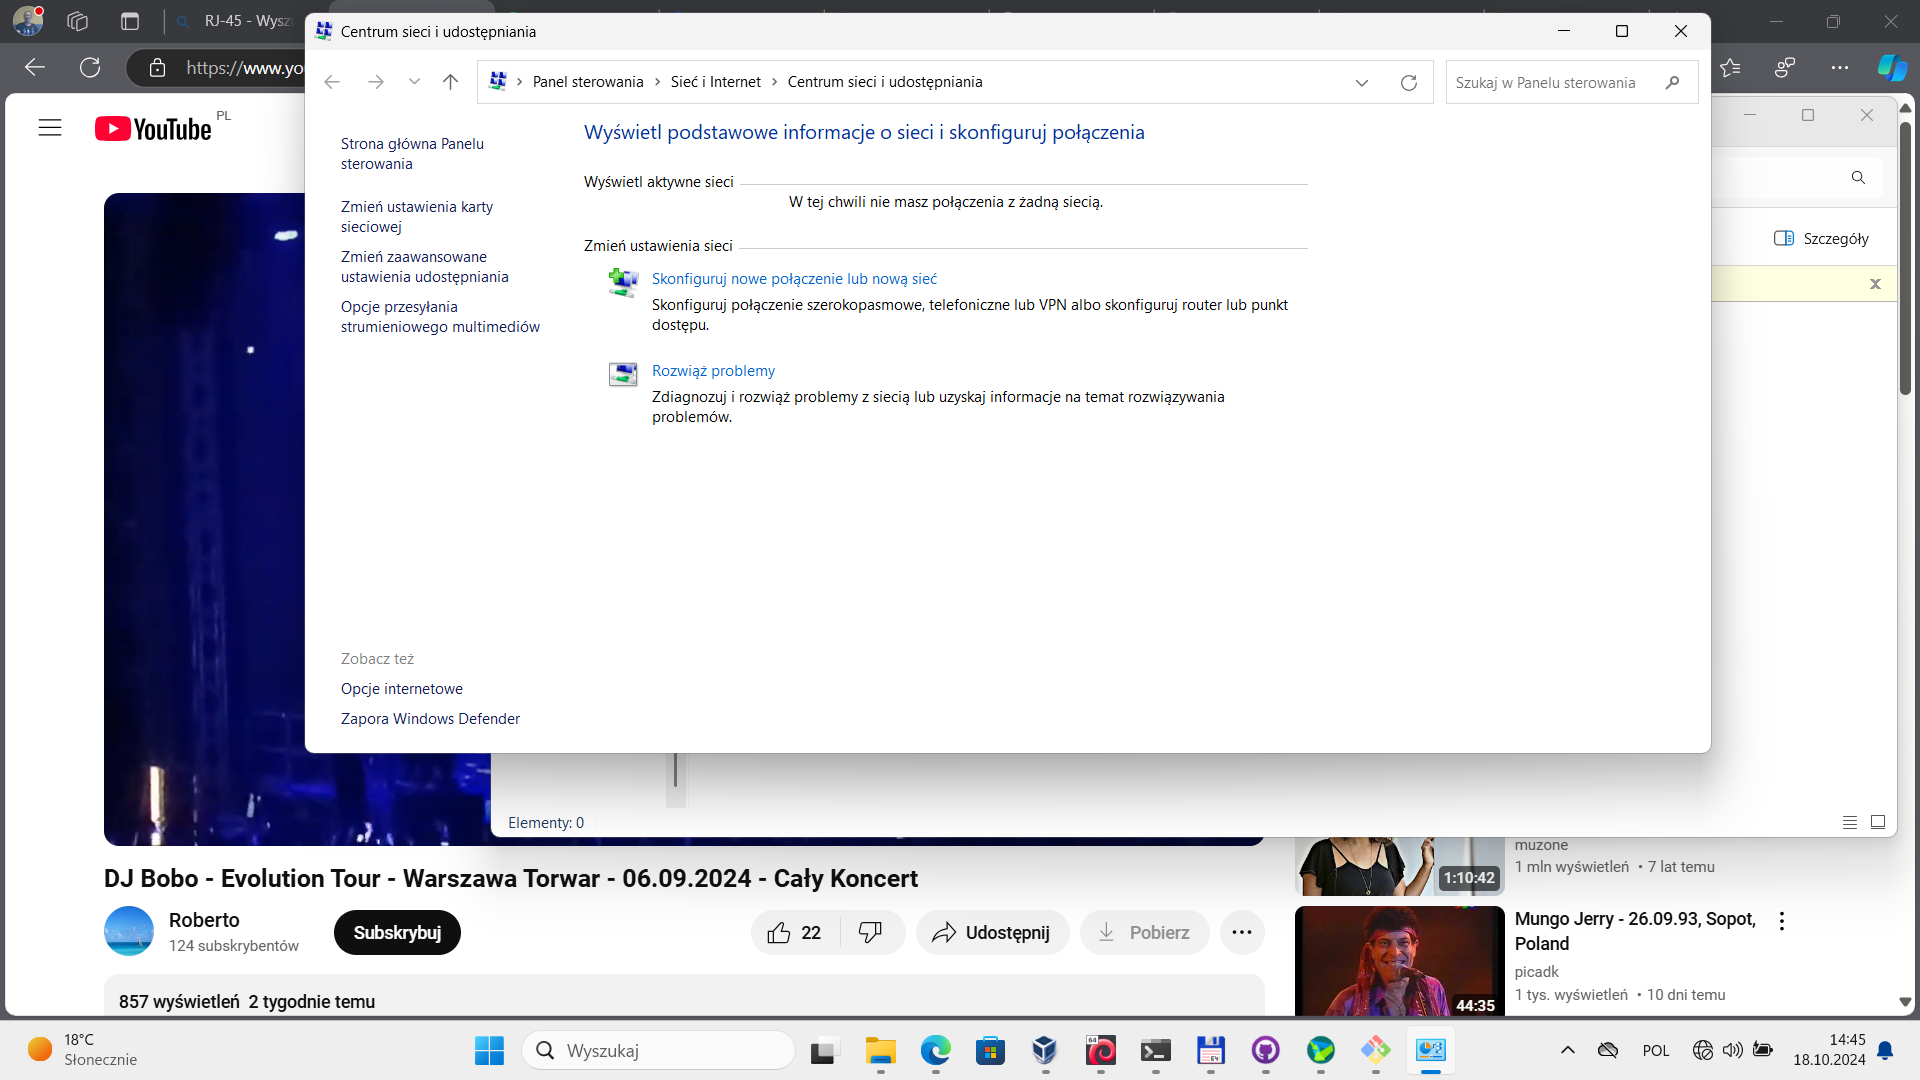 RJ-45 - Wysz
https://www.yo
YouTube PL
Centrum sieci i udostępniania
Panel sterowania
Sieć i Internet
Centrum sieci i udostępniania
Szukaj w Panelu sterowania
Strona główna Panelu
sterowania
Zmień ustawienia karty
sieciowej
Zmień zaawansowane
ustawienia udostępniania
Opcje przesyłania
strumieniowego multimediów
Zobacz też
Opcje internetowe
Zapora Windows Defender
Wyświetl podstawowe informacje o sieci i skonfiguruj połączenia
Wyświetl aktywne sieci
W tej chwili nie masz połączenia z żadną siecią.
Zmień ustawienia sieci
Skonfiguruj nowe połączenie lub nową sieć
Skonfiguruj połączenie szerokopasmowe, telefoniczne lub VPN albo skonfiguruj router lub punkt
dostępu.
Rozwiąż problemy
Zdiagnozuj i rozwiąż problemy z siecią lub uzyskaj informacje na temat rozwiązywania
problemów.
Szczegóły
Elementy: 0
DJ Bobo - Evolution Tour - Warszawa Torwar - 06.09.2024 - Cały Koncert
Roberto
124 subskrybentów
Subskrybuj
22
Udostępnij
Pobierz
857 wyświetleń 2 tygodnie temu
1:10:42
muzone
1 mln wyświetleń • 7 lat temu
44:35
Mungo Jerry - 26.09.93, Sopot,
Poland
picadk
1 tys. wyświetleń • 10 dni temu
18°C
Słonecznie
Wyszukaj
64
64
POL
14:45
18.10.2024